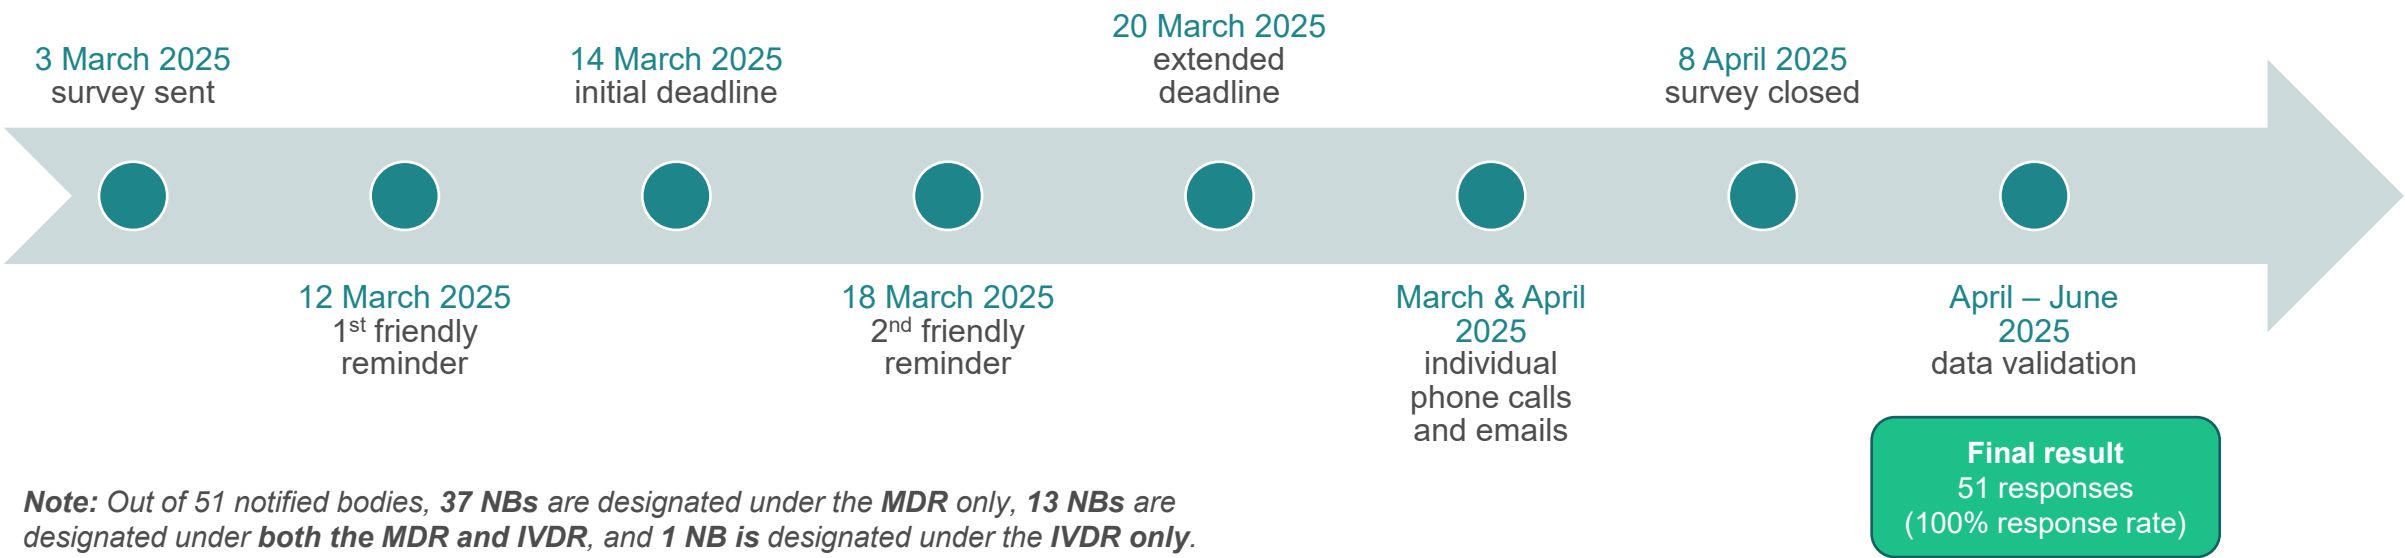 3 March 2025
survey sent
12 March 2025
1st friendly
reminder
14 March 2025
initial deadline
18 March 2025
2nd friendly
reminder
20 March 2025
extended
deadline
March & April
2025
individual
phone calls
and emails
8 April 2025
survey closed
April – June
2025
data validation
Final result
51 responses
(100% response rate)
Note: Out of 51 notified bodies, 37 NBs are designated under the MDR only, 13 NBs are
designated under both the MDR and IVDR, and 1 NB is designated under the IVDR only.